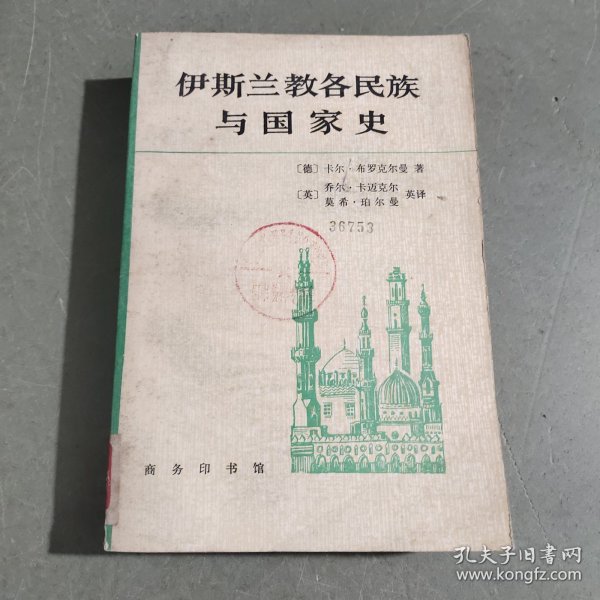 伊斯兰教各民族
与国家史
〔德〕卡尔·布罗克尔曼 著
〔英〕乔尔·卡迈克尔
莫希·珀尔曼 英译
36753
商务印书馆
孔夫子旧书网
www.kongfz.com